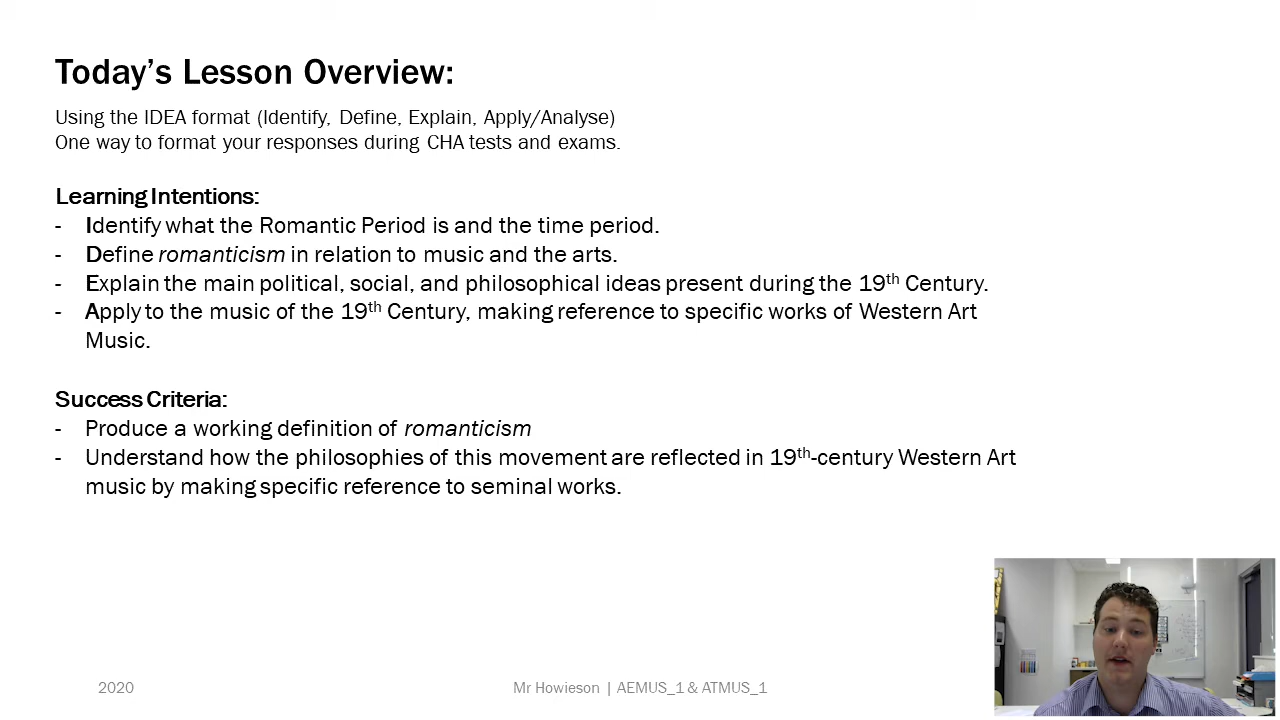 Today's Lesson Overview:
Using the IDEA format (Identify, Define, Explain, Apply/Analyse)
One way to format your responses during CHA tests and exams.
Learning Intentions:
- Identify what the Romantic Period is and the time period.
- Define romanticism in relation to music and the arts.
- Explain the main political, social, and philosophical ideas present during the 19th Century.
- Apply to the music of the 19th Century, making reference to specific works of Western Art
Music.
Success Criteria:
- Produce a working definition of romanticism
- Understand how the philosophies of this movement are reflected in 19th-century Western Art
music by making specific reference to seminal works.
2020
Mr Howieson | AEMUS_1 & ATMUS_1